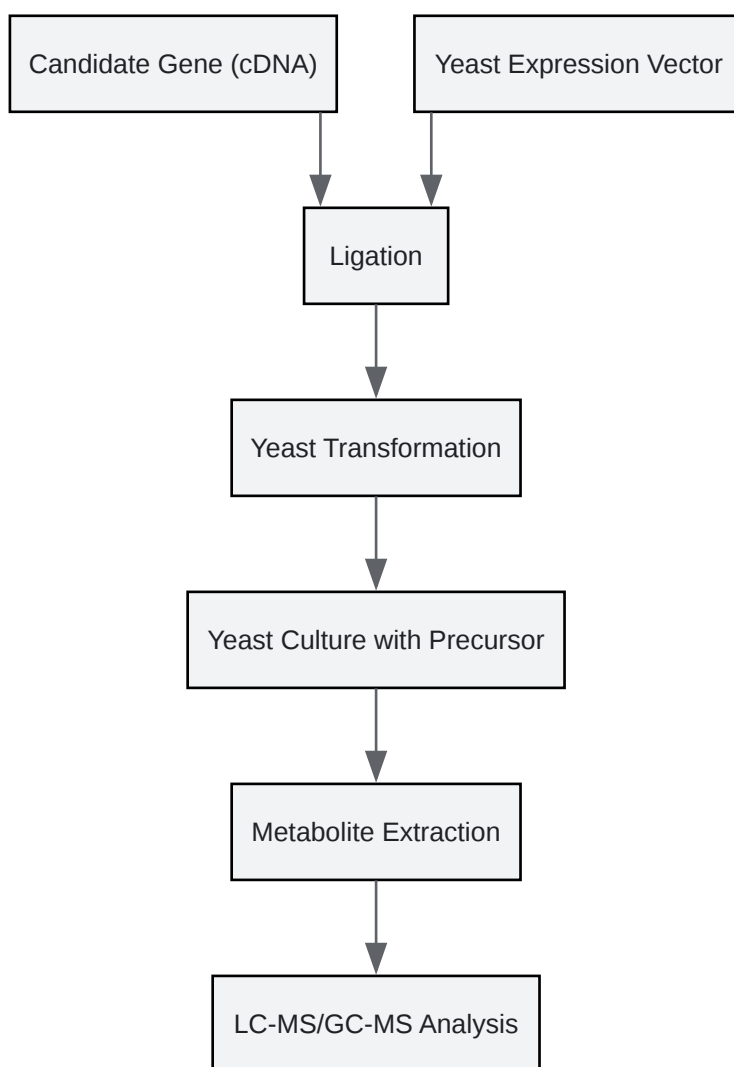 Candidate Gene (cDNA)
Yeast Expression Vector
Ligation
Yeast Transformation
Yeast Culture with Precursor
Metabolite Extraction
LC-MS/GC-MS Analysis